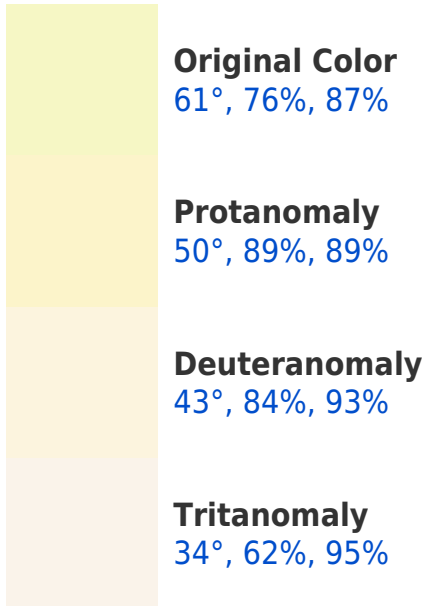 Original Color
61°, 76%, 87%
Protanomaly
50°, 89%, 89%
Deuteranomaly
43°, 84%, 93%
Tritanomaly
34°, 62%, 95%